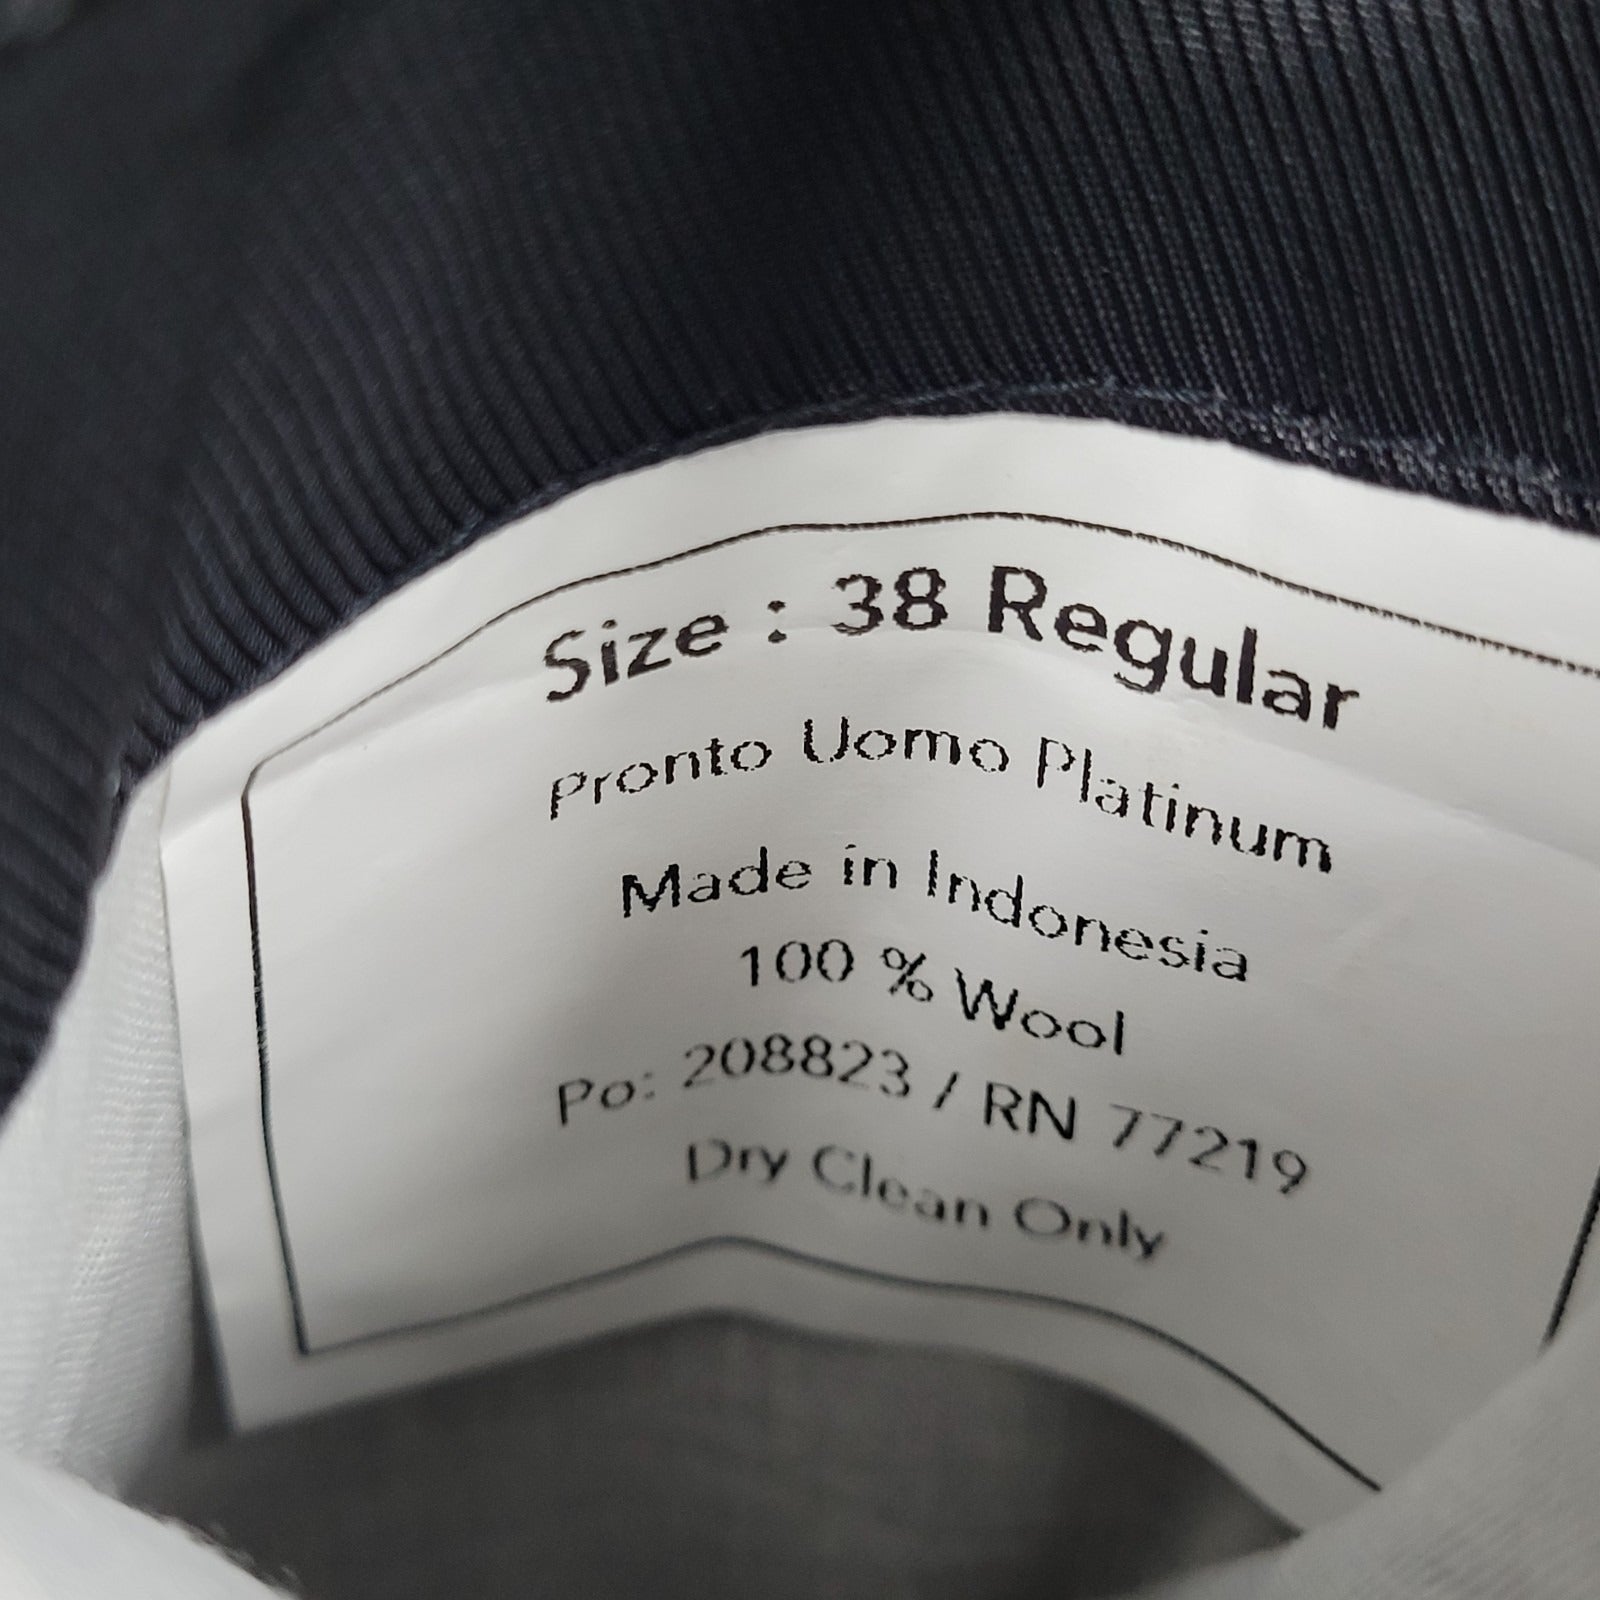 Size : 38 Regular
Pronto Uomo Platinum
Made in Indonesia
100 % Wool
Po: 208823 / RN 77219
Dry Clean Only